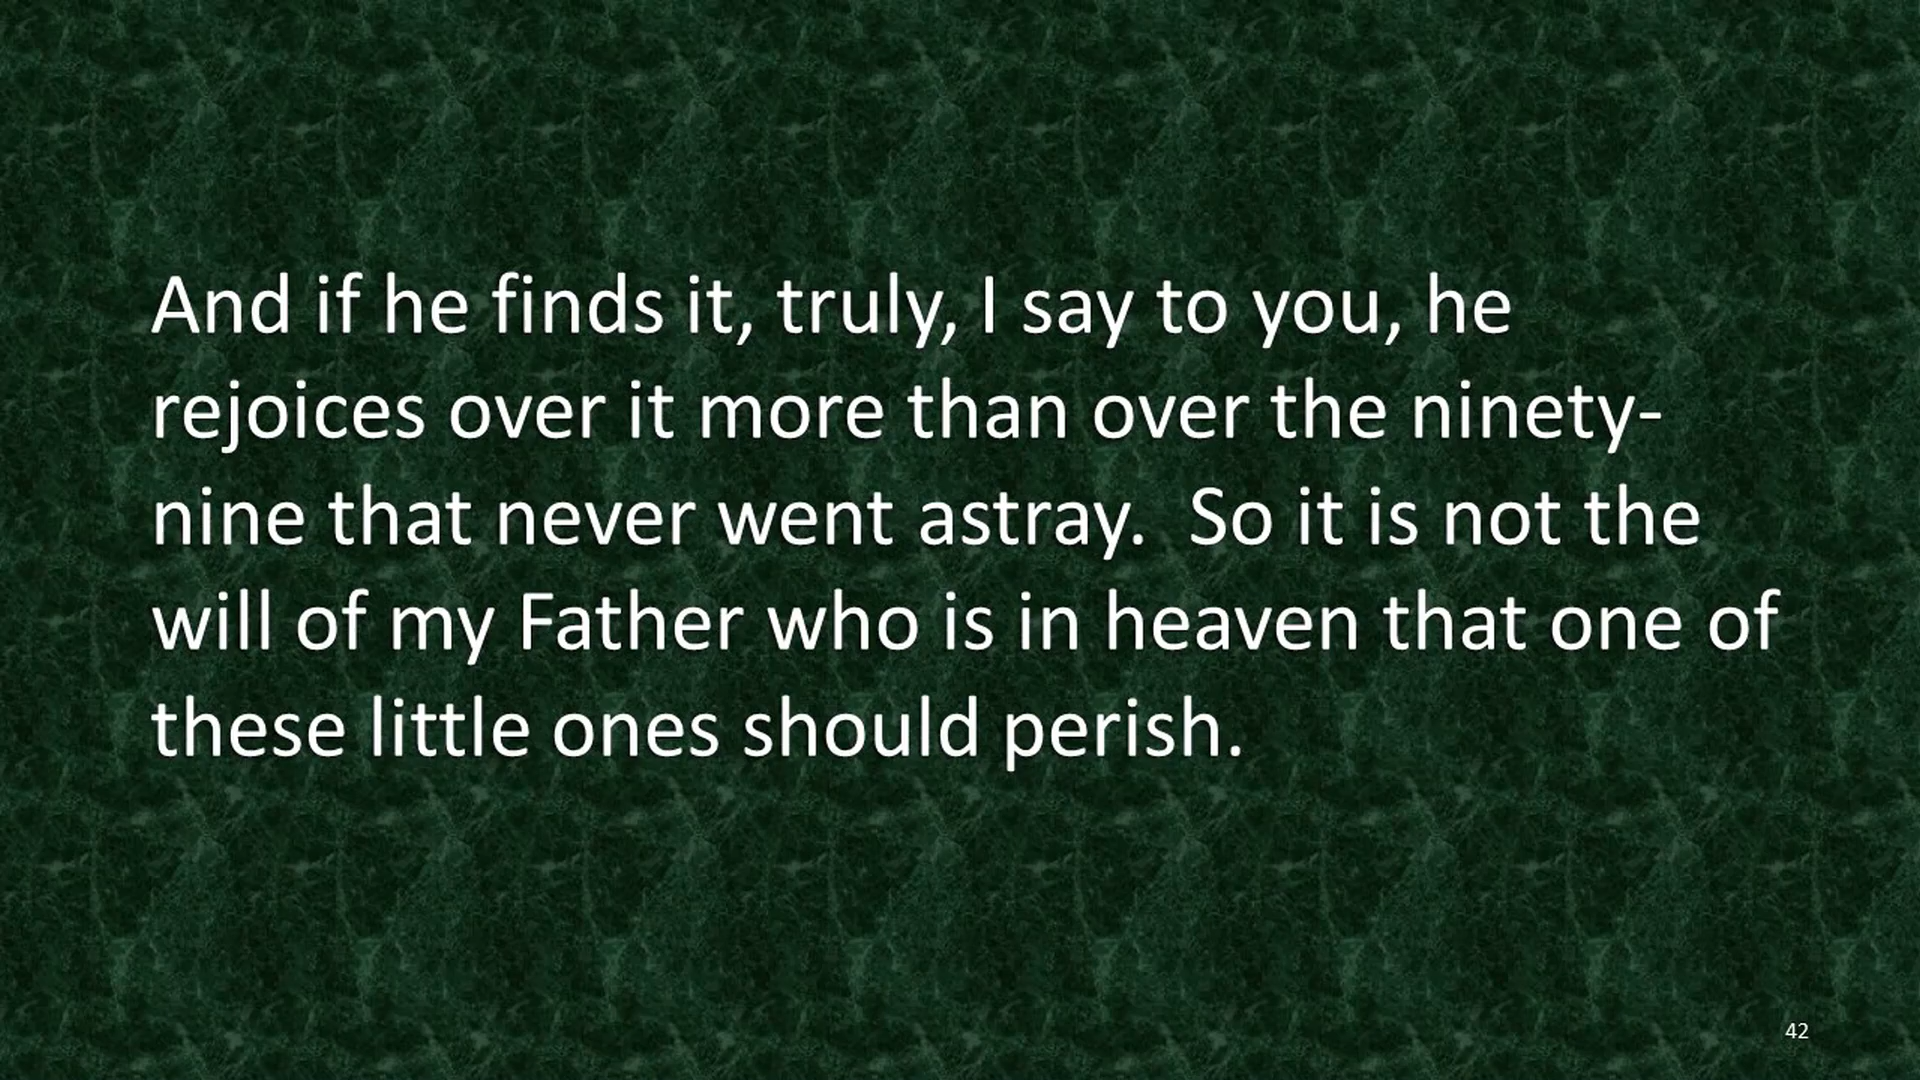 And if he finds it, truly, I say to you, he
rejoices over it more than over the ninety-
nine that never went astray.  So it is not the
will of my Father who is in heaven that one of
these little ones should perish.
42